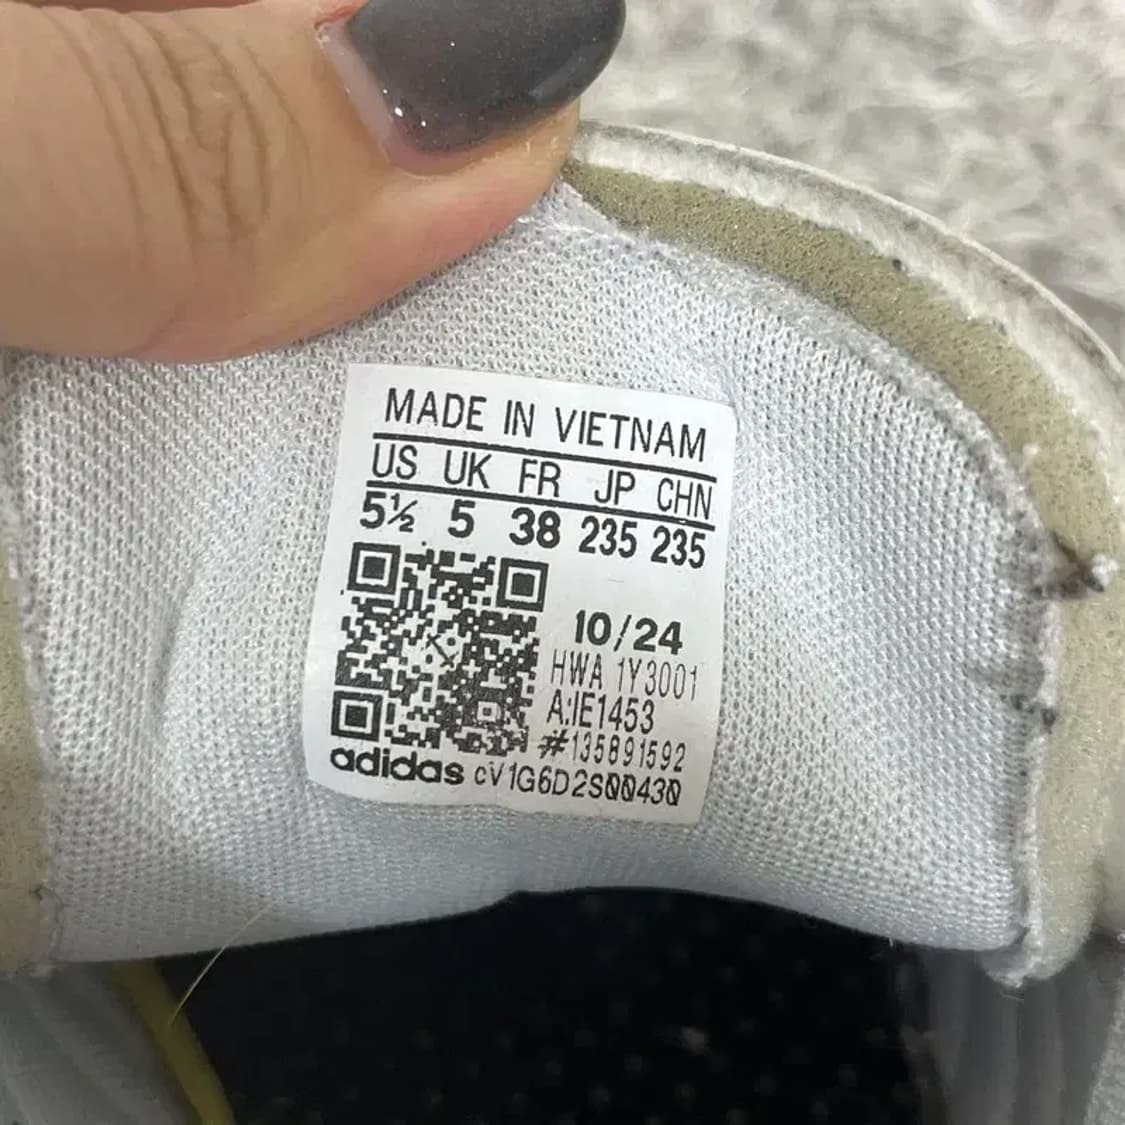 MADE IN VIETNAM
US UK FR JP CHN
5½ 5 38 235 235
10/24
HWA 1Y3001
A:IE1453
#135891592
adidas cV1G6D2S00430